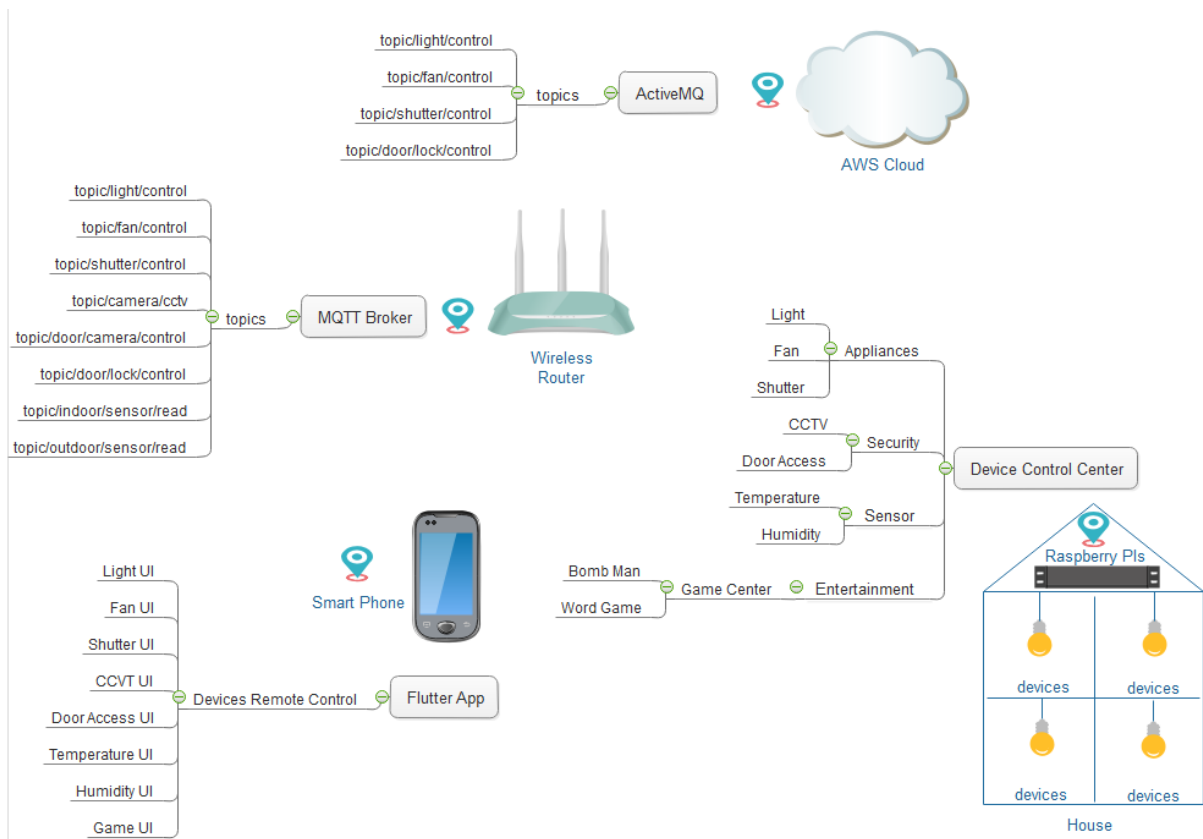 topic/light/control
topic/fan/control
topic/shutter/control
topic/door/lock/control
topics
ActiveMQ
AWS Cloud
topic/light/control
topic/fan/control
topic/shutter/control
topic/camera/cctv
topic/door/camera/control
topic/door/lock/control
topic/indoor/sensor/read
topic/outdoor/sensor/read
topics
MQTT Broker
Wireless
Router
Light
Fan
Shutter
Appliances
CCTV
Door Access
Security
Temperature
Humidity
Sensor
Bomb Man
Word Game
Game Center
Entertainment
Device Control Center
Raspberry PIs
devices
devices
devices
devices
House
Smart Phone
Light UI
Fan UI
Shutter UI
CCVT UI
Door Access UI
Temperature UI
Humidity UI
Game UI
Devices Remote Control
Flutter App